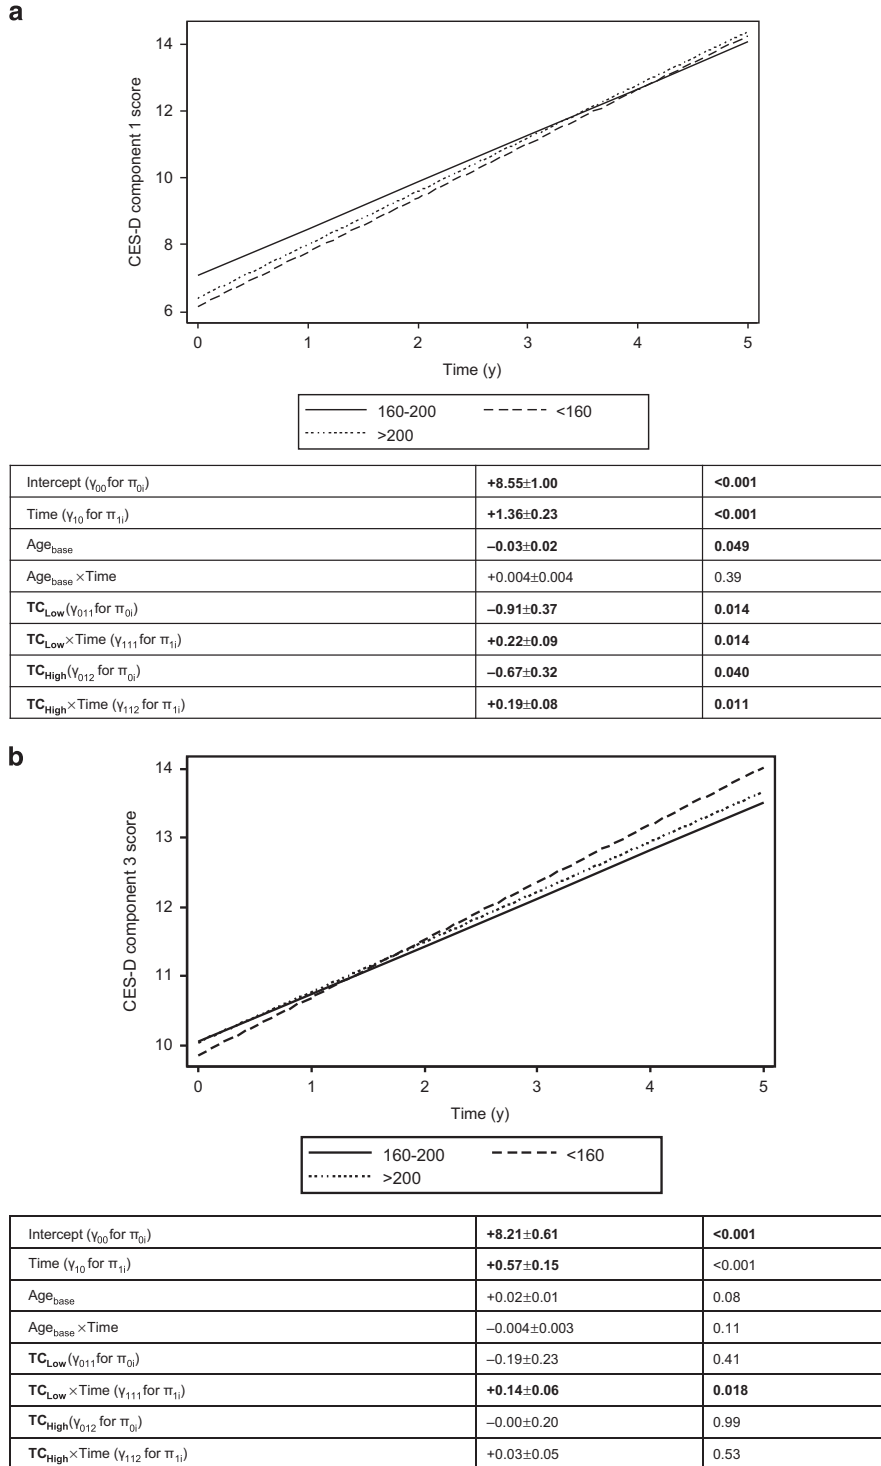 a
14
12
10
8
6
CES-D component 1 score
0 1 2 3 4 5
Time (y)
160-200 <160
>200
Intercept (γ00 for π0i) +8.55±1.00 <0.001
Time (γ10 for π1i) +1.36±0.23 <0.001
Agebase –0.03±0.02 0.049
Agebase ×Time +0.004±0.004 0.39
TCLow (γ011 for π0i) –0.91±0.37 0.014
TCLow×Time (γ111 for π1i) +0.22±0.09 0.014
TCHigh(γ012 for π0i) –0.67±0.32 0.040
TCHigh×Time (γ112 for π1i) +0.19±0.08 0.011
b
14
13
12
11
10
CES-D component 3 score
0 1 2 3 4 5
Time (y)
160-200 <160
>200
Intercept (γ00 for π0i) +8.21±0.61 <0.001
Time (γ10 for π1i) +0.57±0.15 <0.001
Agebase +0.02±0.01 0.08
Agebase ×Time –0.004±0.003 0.11
TCLow (γ011 for π0i) –0.19±0.23 0.41
TCLow ×Time (γ111 for π1i) +0.14±0.06 0.018
TCHigh(γ012 for π0i) –0.00±0.20 0.99
TCHigh×Time (γ112 for π1i) +0.03±0.05 0.53